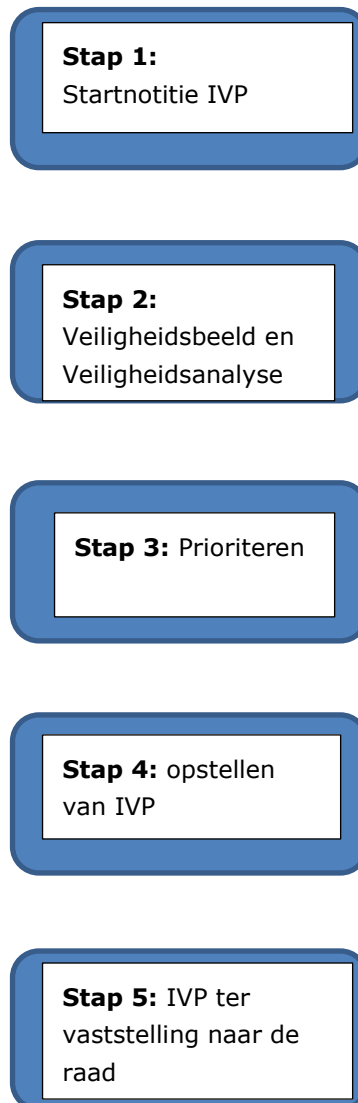 Stap 1:
Startnotitie IVP
Stap 2:
Veiligheidsbeeld en
Veiligheidsanalyse
Stap 3: Prioriteren
Stap 4: opstellen
van IVP
Stap 5: IVP ter
vaststelling naar de
raad